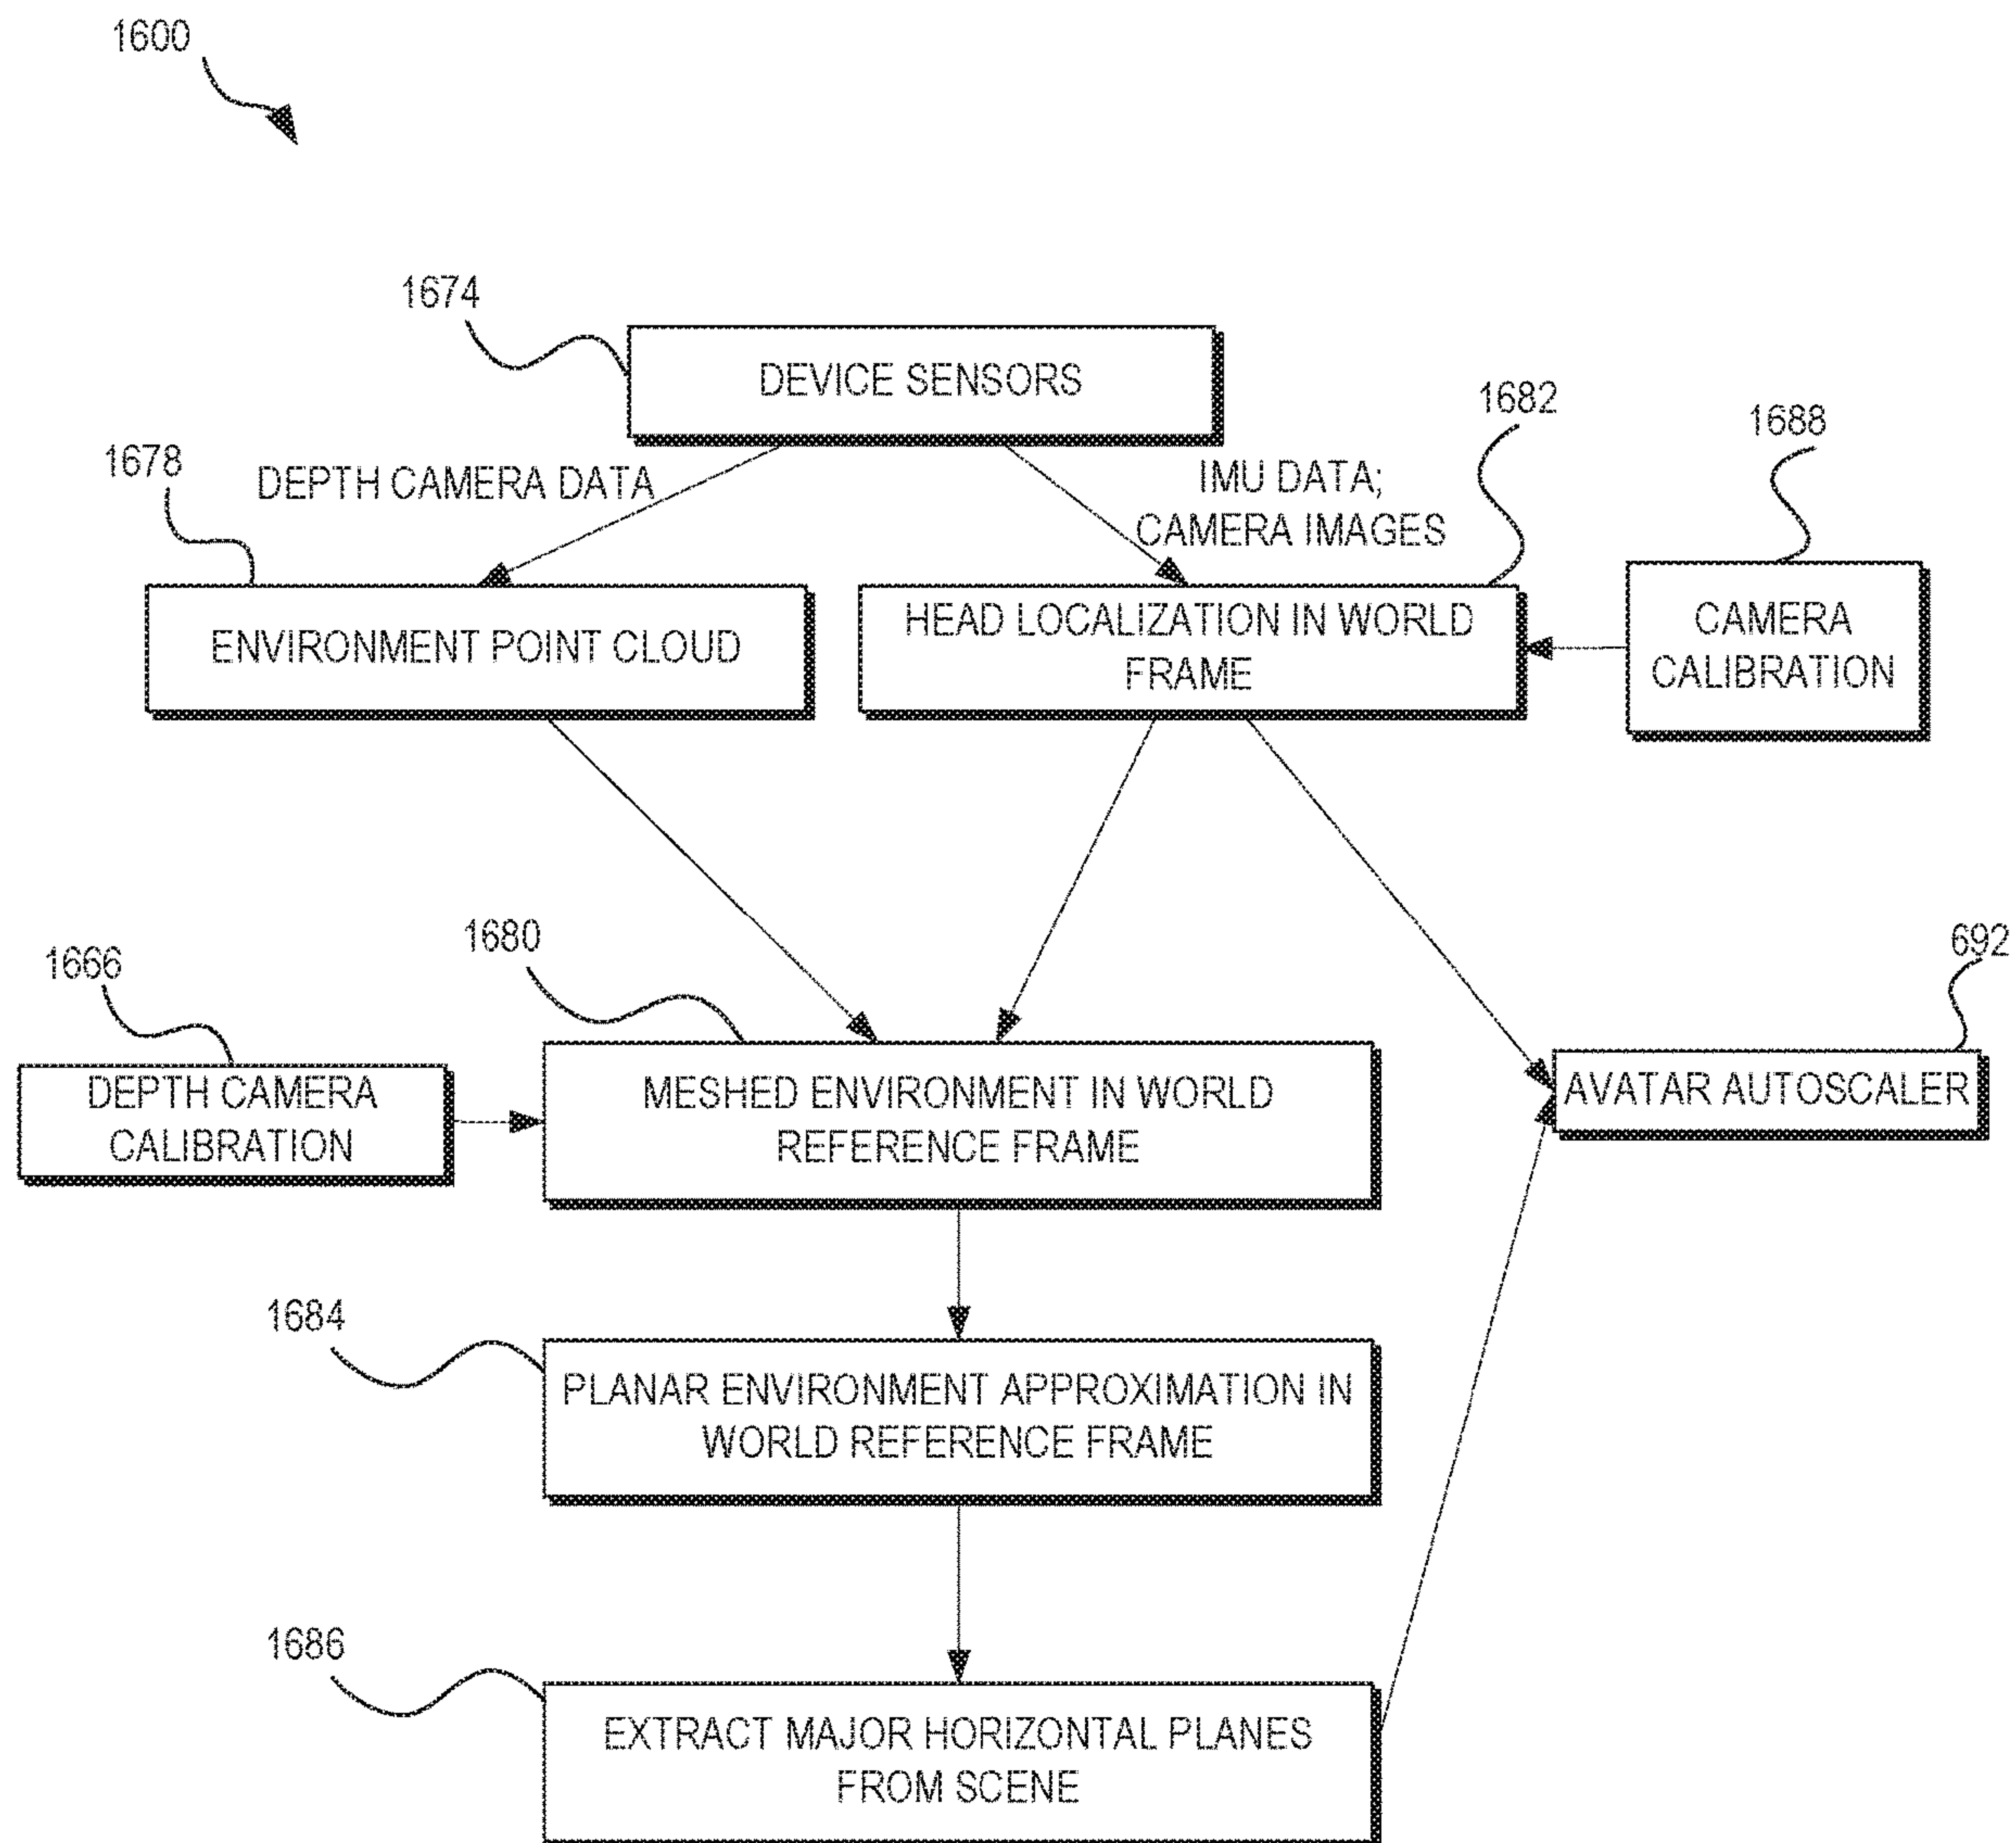 1600
1674
DEVICE SENSORS
1682
1688
1678
DEPTH CAMERA DATA
IMU DATA;
CAMERA IMAGES
ENVIRONMENT POINT CLOUD
HEAD LOCALIZATION IN WORLD
FRAME
CAMERA
CALIBRATION
1666
1680
692
DEPTH CAMERA
CALIBRATION
MESHED ENVIRONMENT IN WORLD
REFERENCE FRAME
AVATAR AUTOSCALER
1684
PLANAR ENVIRONMENT APPROXIMATION IN
WORLD REFERENCE FRAME
1686
EXTRACT MAJOR HORIZONTAL PLANES
FROM SCENE